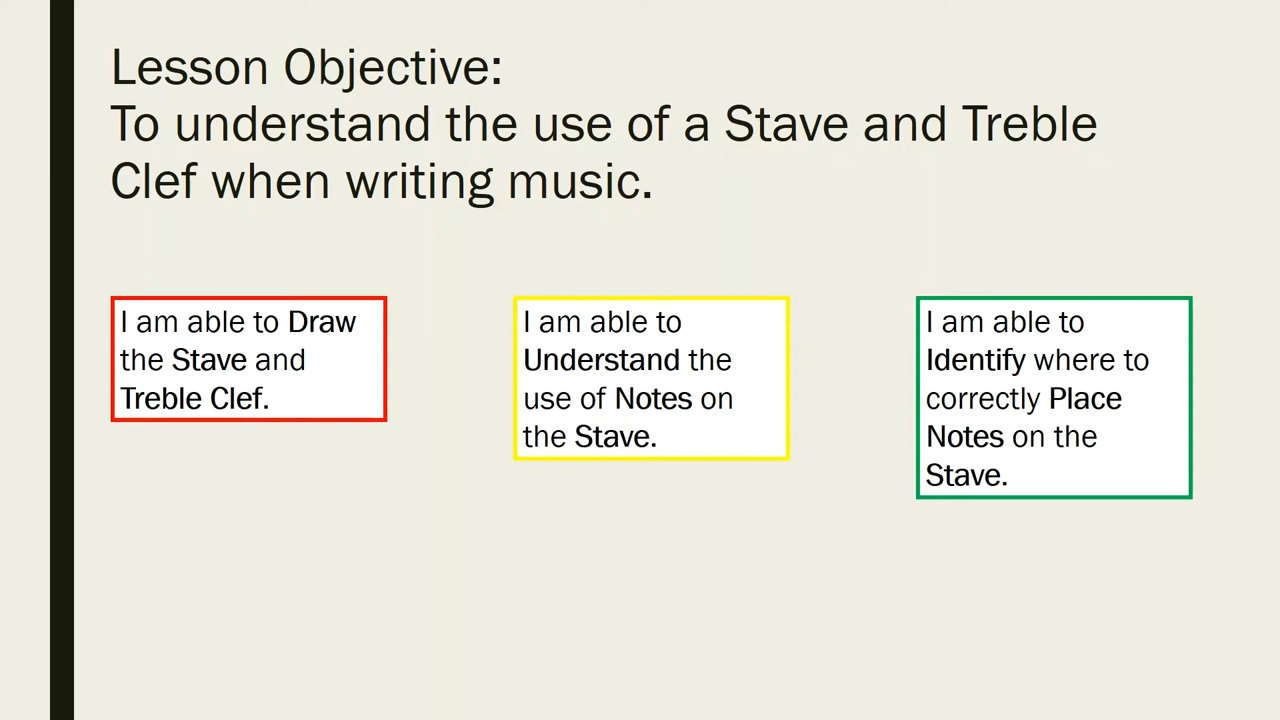 Lesson Objective:
To understand the use of a Stave and Treble
Clef when writing music.
I am able to Draw
the Stave and
Treble Clef.
I am able to
Understand the
use of Notes on
the Stave.
I am able to
Identify where to
correctly Place
Notes on the
Stave.